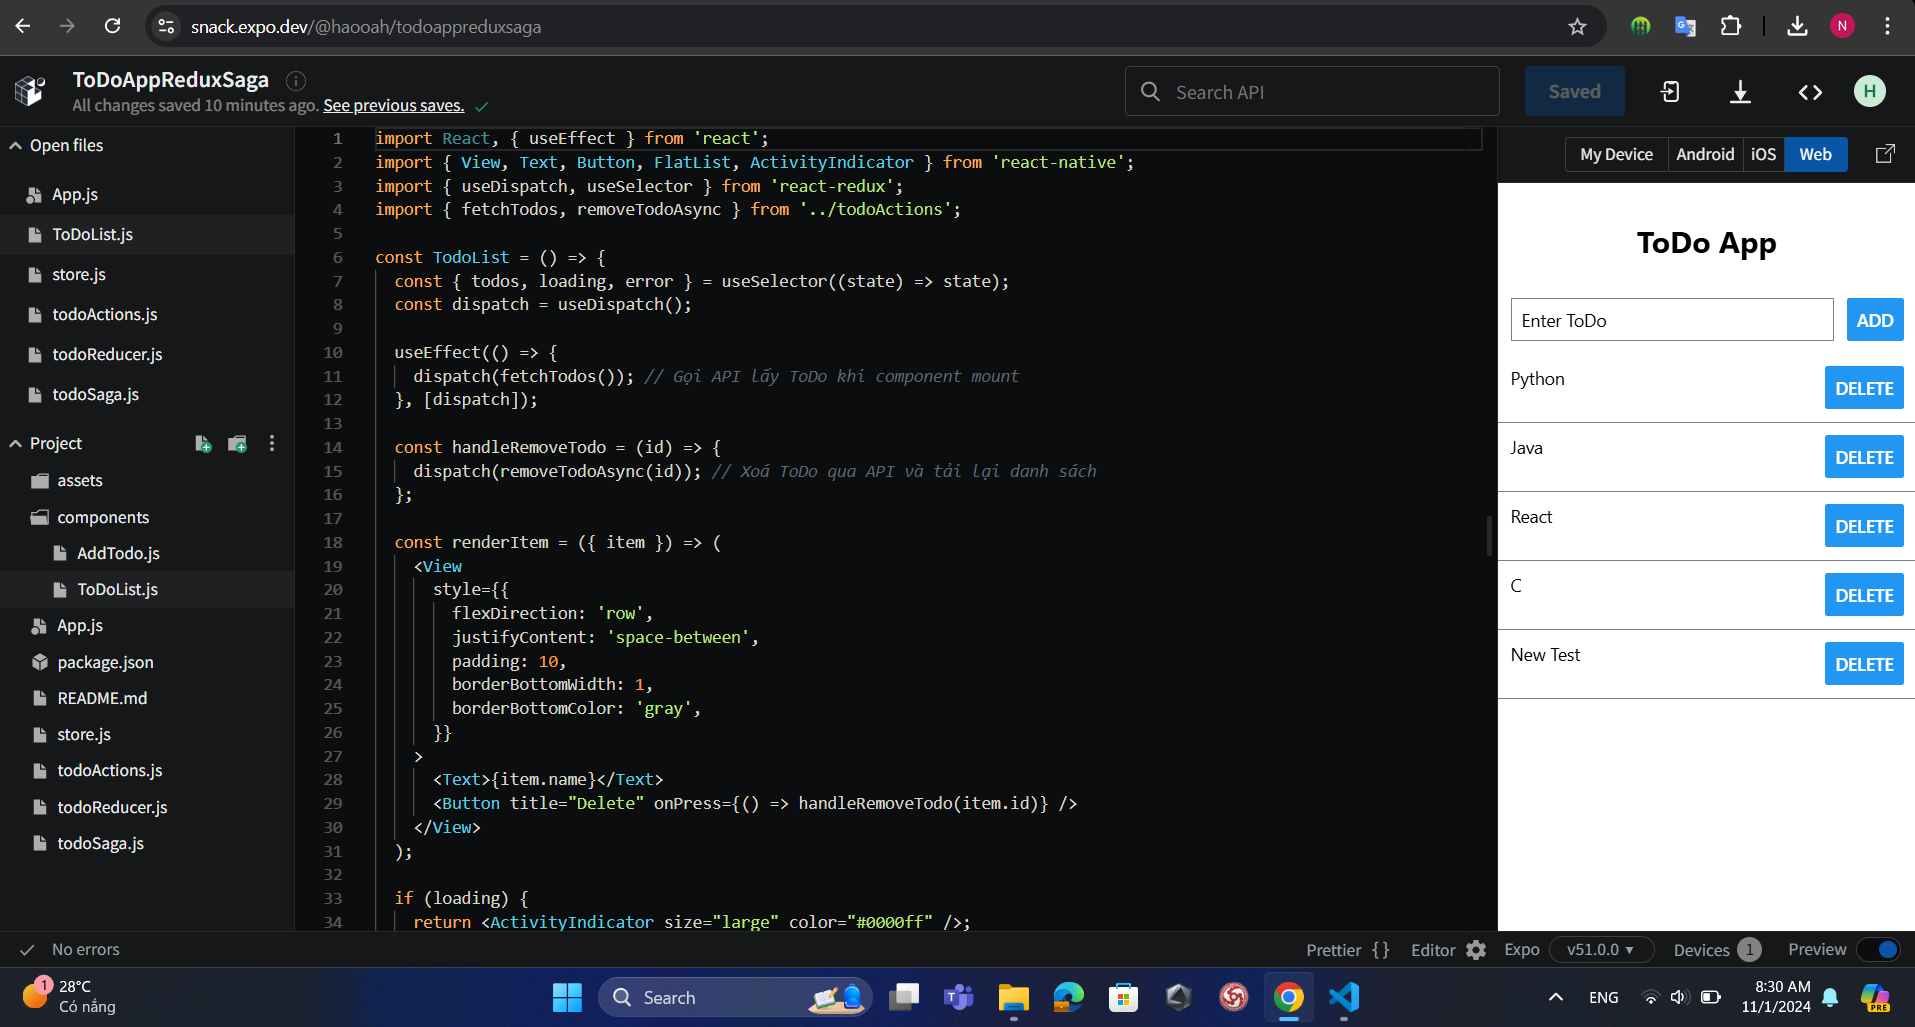 snack.expo.dev/@haooah/todoappreduxsaga
N
ToDoAppReduxSaga
All changes saved 10 minutes ago. See previous saves.
Search API
Saved
H
Open files
App.js
ToDoList.js
store.js
todoActions.js
todoReducer.js
todoSaga.js
Project
assets
components
AddTodo.js
ToDoList.js
App.js
package.json
README.md
store.js
todoActions.js
todoReducer.js
todoSaga.js
1 import React, { useEffect } from 'react';
2 import { View, Text, Button, FlatList, ActivityIndicator } from 'react-native';
3 import { useDispatch, useSelector } from 'react-redux';
4 import { fetchTodos, removeTodoAsync } from '../todoActions';
5
6 const TodoList = () => {
7 const { todos, loading, error } = useSelector((state) => state);
8 const dispatch = useDispatch();
9
10 useEffect(() => {
11 dispatch(fetchTodos()); // Gọi API lấy ToDo khi component mount
12 }, [dispatch]);
13
14 const handleRemoveTodo = (id) => {
15 dispatch(removeTodoAsync(id)); // Xoá ToDo qua API và tải lại danh sách
16 };
17
18 const renderItem = ({ item }) => (
19 <View
20 style={{
21 flexDirection: 'row',
22 justifyContent: 'space-between',
23 padding: 10,
24 borderBottomWidth: 1,
25 borderBottomColor: 'gray',
26 }}
27 >
28 <Text>{item.name}</Text>
29 <Button title="Delete" onPress={() => handleRemoveTodo(item.id)} />
30 </View>
31 );
32
33 if (loading) {
34 return <ActivityIndicator size="large" color="#0000ff" />;
My Device Android iOS Web
ToDo App
Enter ToDo ADD
Python DELETE
Java DELETE
React DELETE
C DELETE
New Test DELETE
No errors
Prettier {} Editor Expo v51.0.0 Devices 1 Preview
1
28°C
Có nắng
Search
ENG
8:30 AM
11/1/2024
PRE